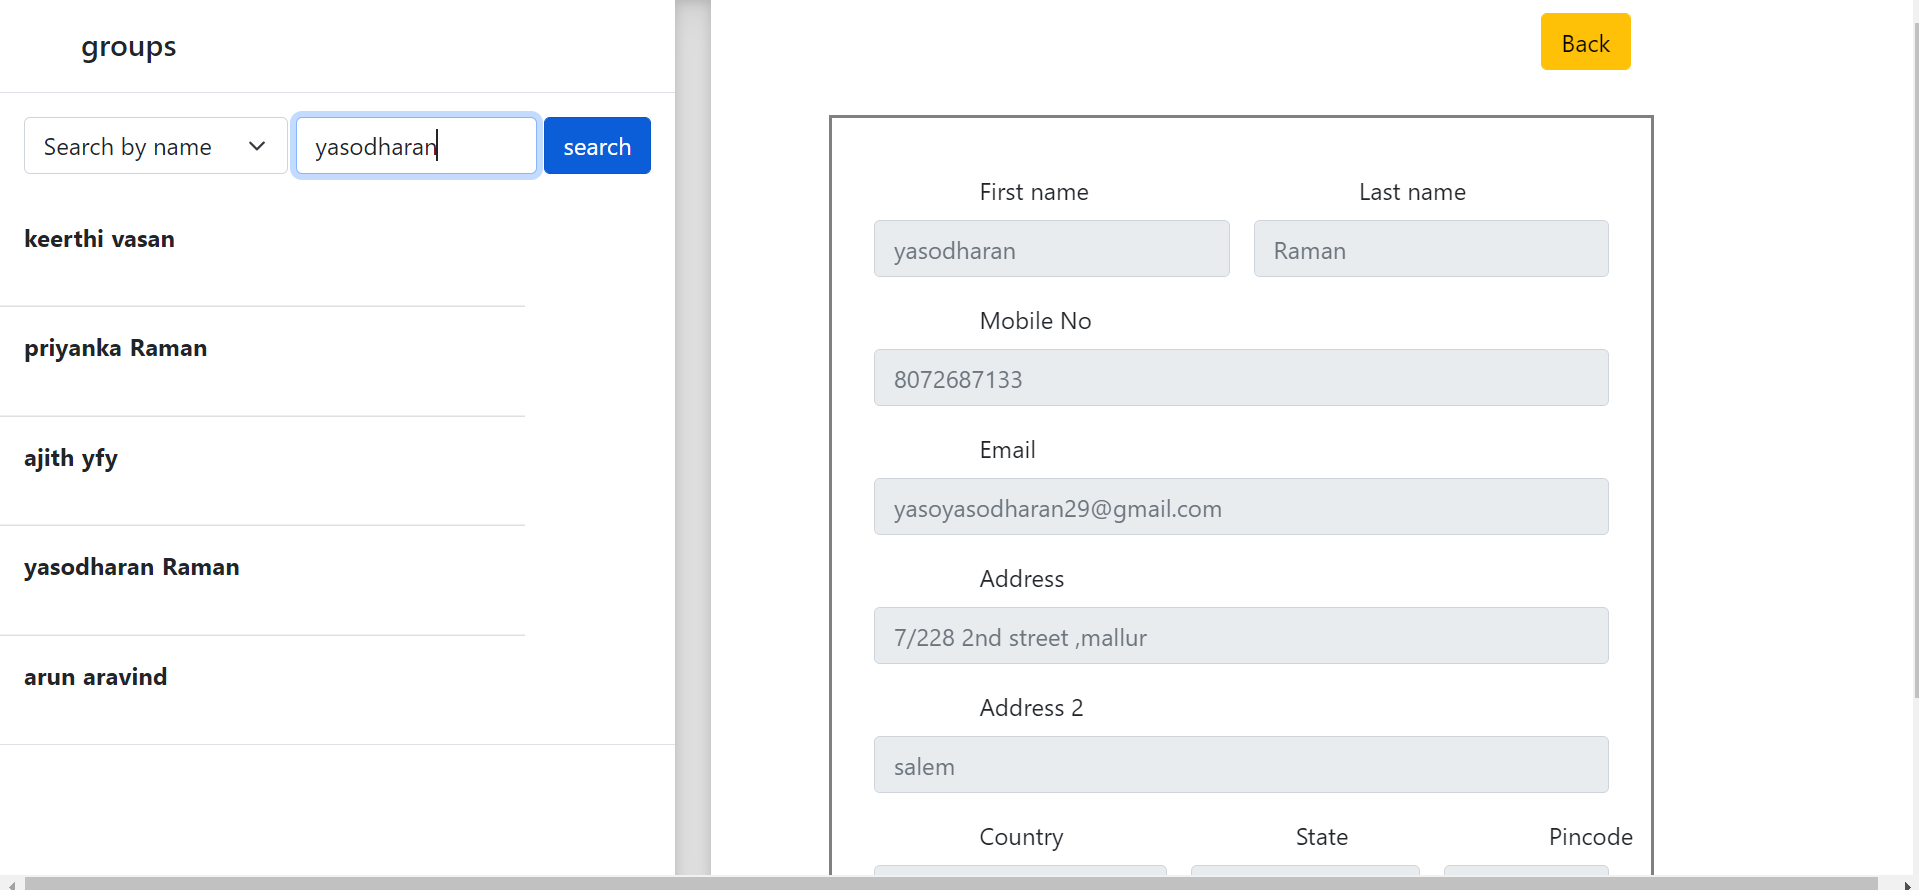 groups
Search by name
yasodharan
search
keerthi vasan
priyanka Raman
ajith yfy
yasodharan Raman
arun aravind
Back
First name Last name
yasodharan Raman
Mobile No
8072687133
Email
yasoyasodharan29@gmail.com
Address
7/228 2nd street ,mallur
Address 2
salem
Country State Pincode